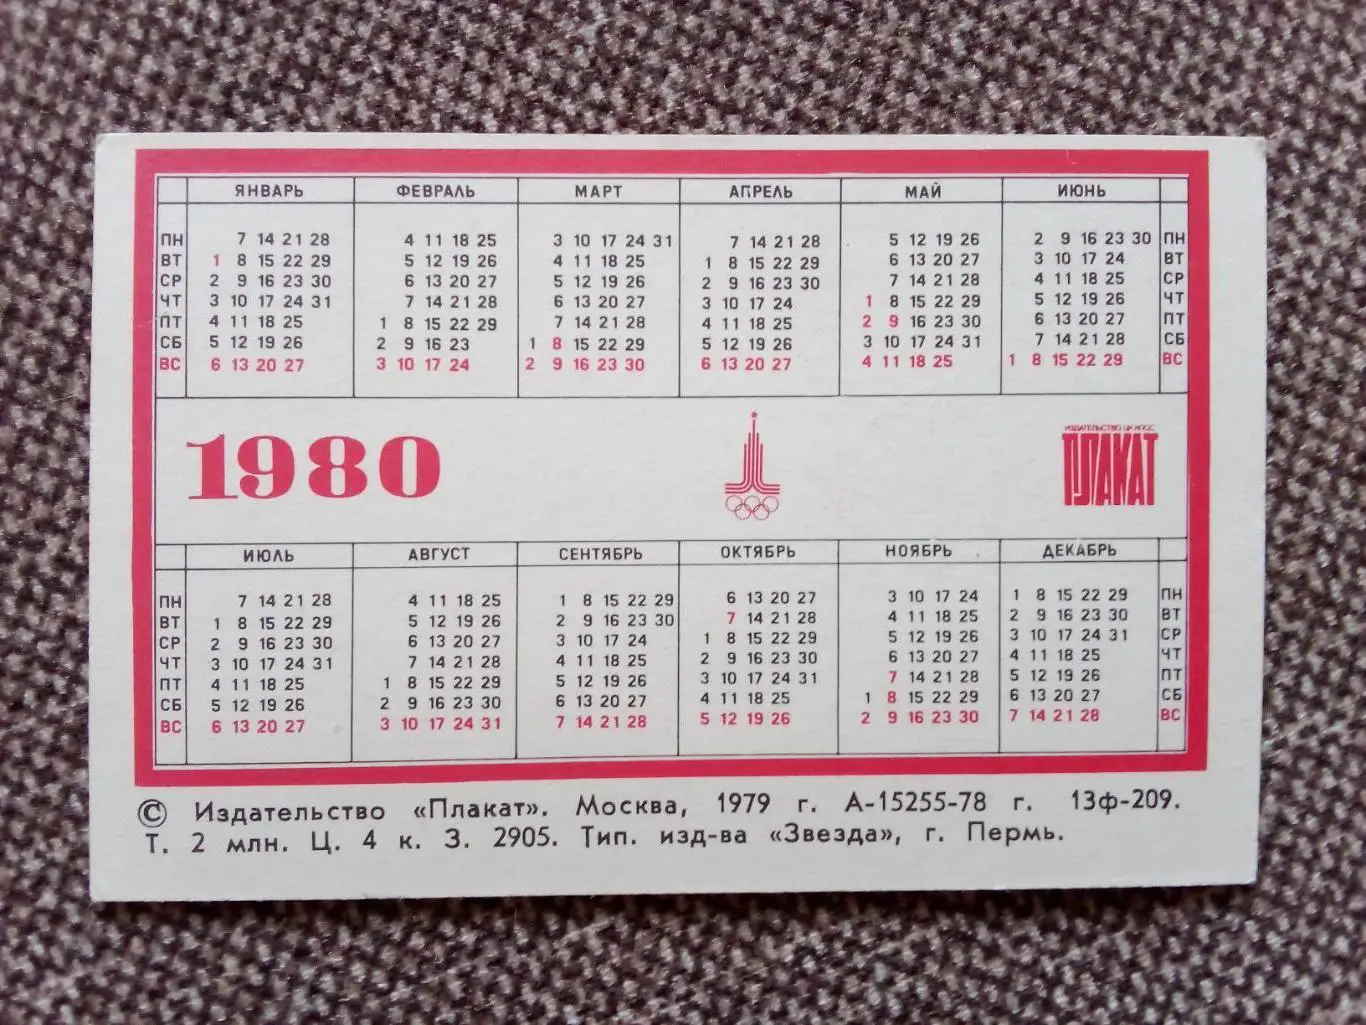 ЯНВАРЬ ФЕВРАЛЬ МАРТ АПРЕЛЬ МАЙ ИЮНЬ
ПН 7 14 21 28 4 11 18 25 3 10 17 24 31 7 14 21 28 5 12 19 26 2 9 16 23 30 ПН
ВТ 1 8 15 22 29 5 12 19 26 4 11 18 25 1 8 15 22 29 6 13 20 27 3 10 17 24 ВТ
СР 2 9 16 23 30 6 13 20 27 5 12 19 26 2 9 16 23 30 7 14 21 28 4 11 18 25 СР
ЧТ 3 10 17 24 31 7 14 21 28 6 13 20 27 3 10 17 24 1 8 15 22 29 5 12 19 26 ЧТ
ПТ 4 11 18 25 1 8 15 22 29 7 14 21 28 4 11 18 25 2 9 16 23 30 6 13 20 27 ПТ
СБ 5 12 19 26 2 9 16 23 1 8 15 22 29 5 12 19 26 3 10 17 24 31 7 14 21 28 СБ
ВС 6 13 20 27 3 10 17 24 2 9 16 23 30 6 13 20 27 4 11 18 25 1 8 15 22 29 ВС
1980
ИЗДАТЕЛЬСТВО ЦК КПСС
ПЛАКАТ
ИЮЛЬ АВГУСТ СЕНТЯБРЬ ОКТЯБРЬ НОЯБРЬ ДЕКАБРЬ
ПН 7 14 21 28 4 11 18 25 1 8 15 22 29 6 13 20 27 3 10 17 24 1 8 15 22 29 ПН
ВТ 1 8 15 22 29 5 12 19 26 2 9 16 23 30 7 14 21 28 4 11 18 25 2 9 16 23 30 ВТ
СР 2 9 16 23 30 6 13 20 27 3 10 17 24 1 8 15 22 29 5 12 19 26 3 10 17 24 31 СР
ЧТ 3 10 17 24 31 7 14 21 28 4 11 18 25 2 9 16 23 30 6 13 20 27 4 11 18 25 ЧТ
ПТ 4 11 18 25 1 8 15 22 29 5 12 19 26 3 10 17 24 31 7 14 21 28 5 12 19 26 ПТ
СБ 5 12 19 26 2 9 16 23 30 6 13 20 27 4 11 18 25 1 8 15 22 29 6 13 20 27 СБ
ВС 6 13 20 27 3 10 17 24 31 7 14 21 28 5 12 19 26 2 9 16 23 30 7 14 21 28 ВС
© Издательство «Плакат». Москва, 1979 г. А-15255-78 г. 13ф-209.
Т. 2 млн. Ц. 4 к. З. 2905. Тип. изд-ва «Звезда», г. Пермь.